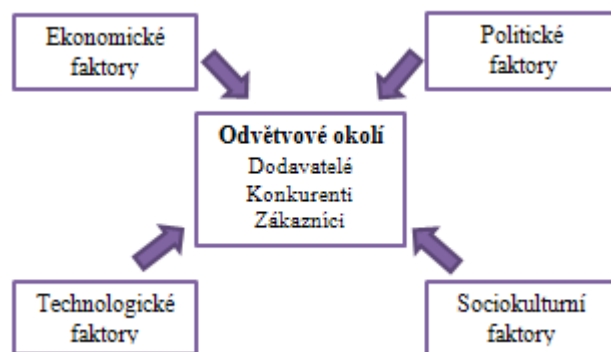 Ekonomické
faktory
Politické
faktory
Odvětvové okolí
Dodavatelé
Konkurenti
Zákazníci
Technologické
faktory
Sociokulturní
faktory